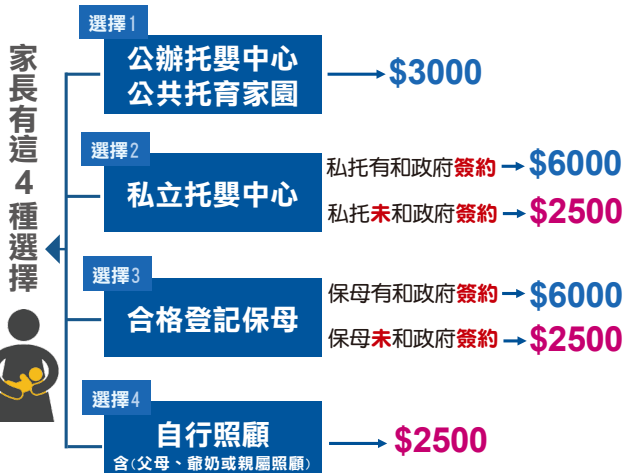 家長有這4種選擇
選擇1
公辦托嬰中心
公共托育家園
$3000
選擇2
私立托嬰中心
私托有和政府簽約
$6000
私托未和政府簽約
$2500
選擇3
合格登記保母
保母有和政府簽約
$6000
保母未和政府簽約
$2500
選擇4
自行照顧
含(父母、爺奶或親屬照顧)
$2500